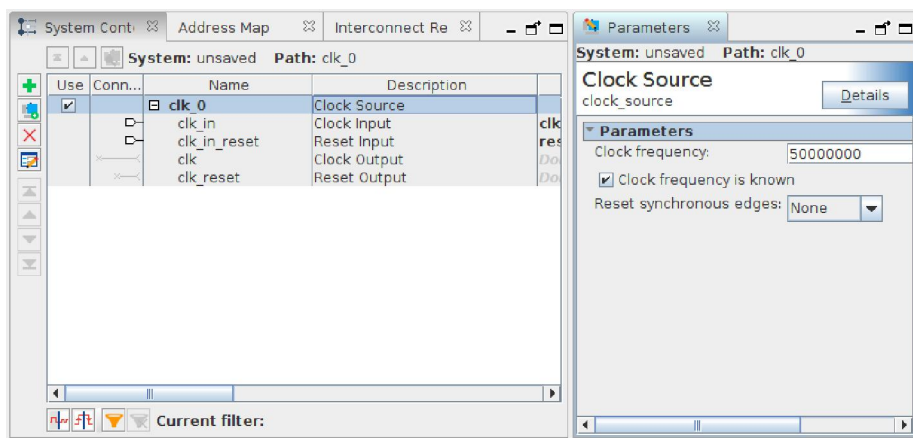 System Cont
Address Map
Interconnect Re
System: unsaved Path: clk_0
Use Conn... Name Description
clk_0 Clock Source
clk_in Clock Input clk
clk_in_reset Reset Input res
clk Clock Output Do
clk_reset Reset Output Do
Current filter:
Parameters
System: unsaved Path: clk_0
Clock Source
clock_source
Details
Parameters
Clock frequency: 50000000
Clock frequency is known
Reset synchronous edges: None